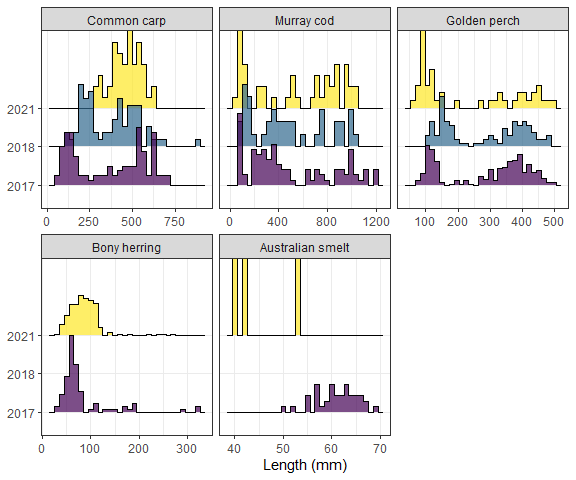 Common carp
Murray cod
Golden perch
2021
2018
2017
0 250 500 750
0 400 800 1200
100 200 300 400 500
Bony herring
Australian smelt
2021
2018
2017
0 100 200 300
40 50 60 70
Length (mm)